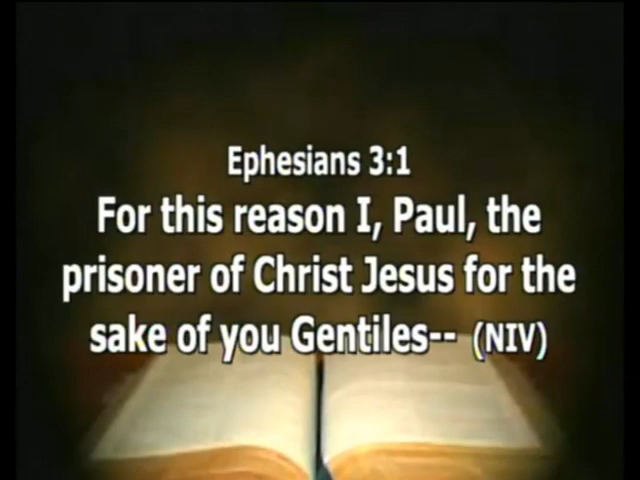 Ephesians 3:1
For this reason I, Paul, the
prisoner of Christ Jesus for the
sake of you Gentiles-- (NIV)